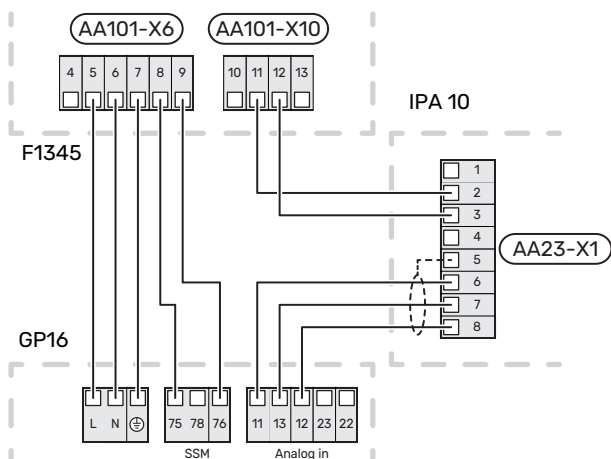 AA101-X6 AA101-X10
4 5 6 7 8 9 10 11 12 13
IPA 10
F1345
1
2
3
4
5
6
7
8
AA23-X1
GP16
L N 75 78 76 11 13 12 23 22
SSM Analog in